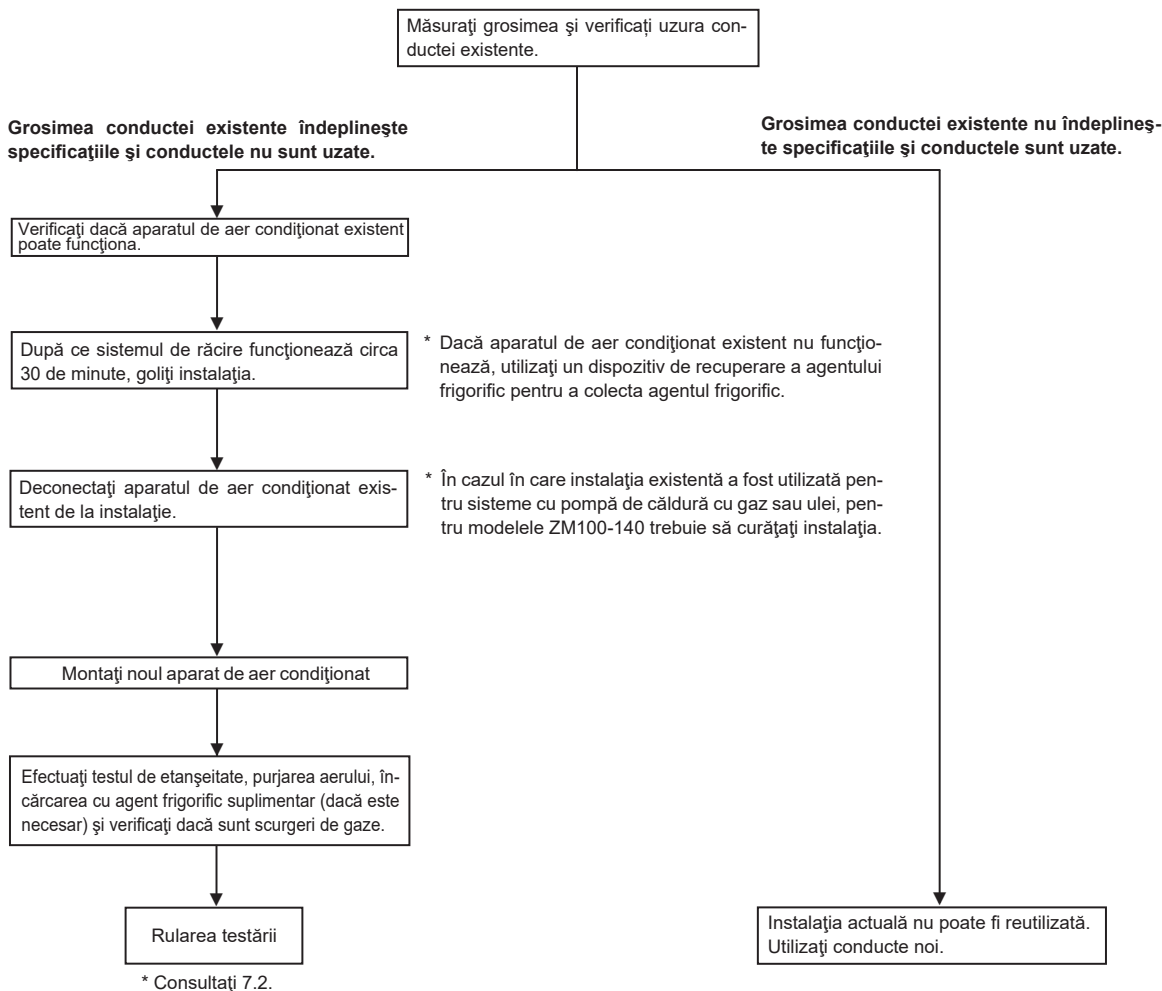 Măsuraţi grosimea şi verificați uzura con-
ductei existente.
Grosimea conductei existente îndeplineşte
specificaţiile şi conductele nu sunt uzate.
Grosimea conductei existente nu îndeplineş-
te specificaţiile şi conductele sunt uzate.
Verificaţi dacă aparatul de aer condiţionat existent
poate funcţiona.
După ce sistemul de răcire funcţionează circa
30 de minute, goliţi instalaţia.
* Dacă aparatul de aer condiţionat existent nu funcţio-
nează, utilizaţi un dispozitiv de recuperare a agentului
frigorific pentru a colecta agentul frigorific.
Deconectaţi aparatul de aer condiţionat exis-
tent de la instalaţie.
* În cazul în care instalaţia existentă a fost utilizată pen-
tru sisteme cu pompă de căldură cu gaz sau ulei, pen-
tru modelele ZM100-140 trebuie să curăţaţi instalaţia.
Montaţi noul aparat de aer condiţionat
Efectuaţi testul de etanşeitate, purjarea aerului, în-
cărcarea cu agent frigorific suplimentar (dacă este
necesar) şi verificaţi dacă sunt scurgeri de gaze.
Rularea testării
* Consultaţi 7.2.
Instalaţia actuală nu poate fi reutilizată.
Utilizaţi conducte noi.